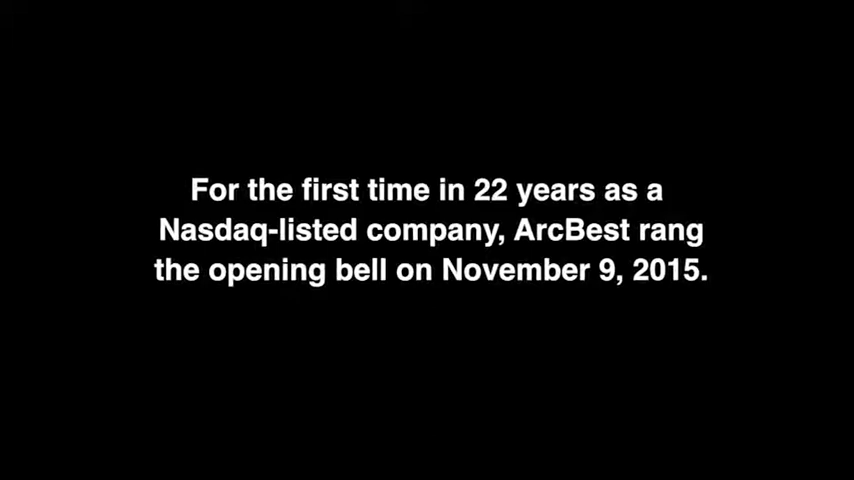 For the first time in 22 years as a
Nasdaq-listed company, ArcBest rang
the opening bell on November 9, 2015.